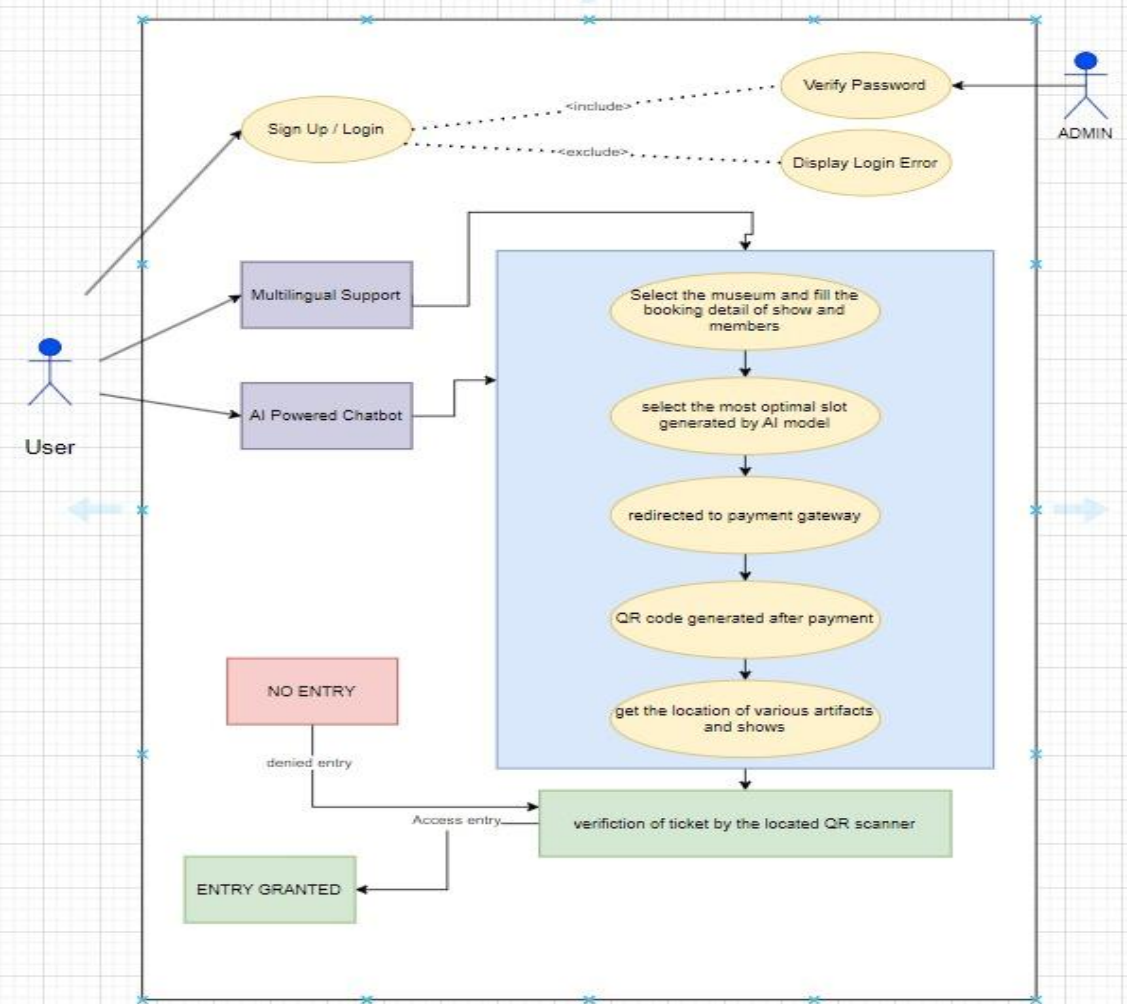 Verify Password
ADMIN
<include>
Sign Up / Login
<exclude>
Display Login Error
Multilingual Support
Select the museum and fill the
booking detail of show and
members
AI Powered Chatbot
select the most optimal slot
generated by AI model
User
redirected to payment gateway
QR code generated after payment
NO ENTRY
get the location of various artifacts
and shows
denied entry
Access entry
verifiction of ticket by the located QR scanner
ENTRY GRANTED